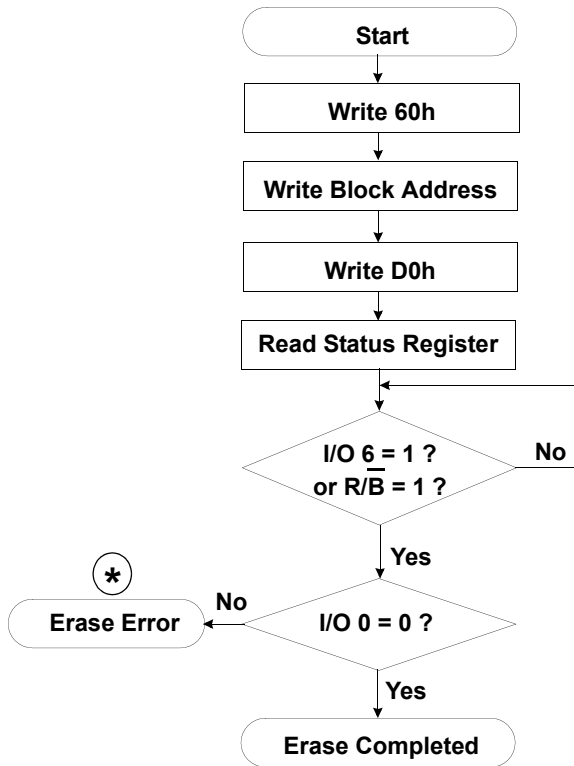 Start
Write 60h
Write Block Address
Write D0h
Read Status Register
I/O 6 = 1 ?
or R/B̅ = 1 ?
No
Yes
*
No
Erase Error
I/O 0 = 0 ?
Yes
Erase Completed